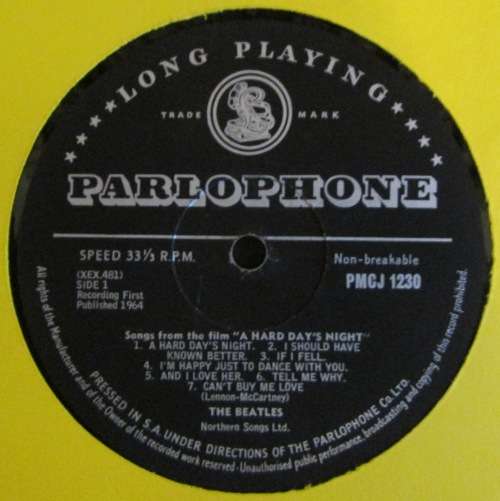 ★★★★★ LONG PLAYING ★★★★★
TRADE MARK
PARLOPHONE
SPEED 33⅓ R.P.M.
Non-breakable
(XEX.481)
PMCJ 1230
SIDE 1
Recording First
Published 1964
Songs from the film "A HARD DAY'S NIGHT"
1. A HARD DAY'S NIGHT. 2. I SHOULD HAVE
KNOWN BETTER. 3. IF I FELL.
4. I'M HAPPY JUST TO DANCE WITH YOU.
5. AND I LOVE HER. 6. TELL ME WHY.
7. CAN'T BUY ME LOVE
(Lennon-McCartney)
THE BEATLES
Northern Songs Ltd.
PRESSED IN S.A. UNDER DIRECTIONS OF THE PARLOPHONE Co. LTD.
All rights of the Manufacturer and of the Owner of the recorded work reserved - Unauthorised public performance, broadcasting and copying of this record prohibited.